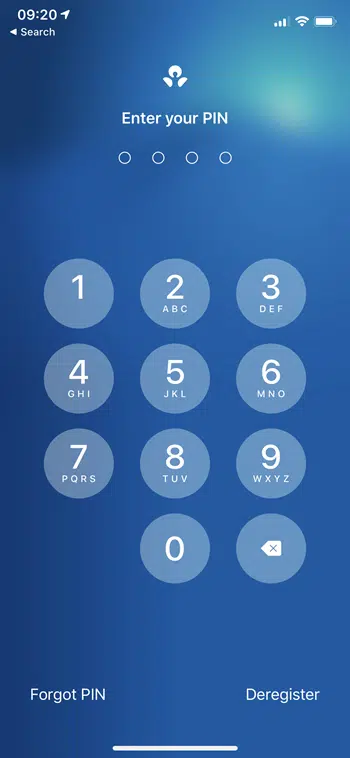 09:20
◀ Search
Enter your PIN
1 2 3
ABC DEF
4 5 6
GHI JKL MNO
7 8 9
PQRS TUV WXYZ
0
Forgot PIN Deregister